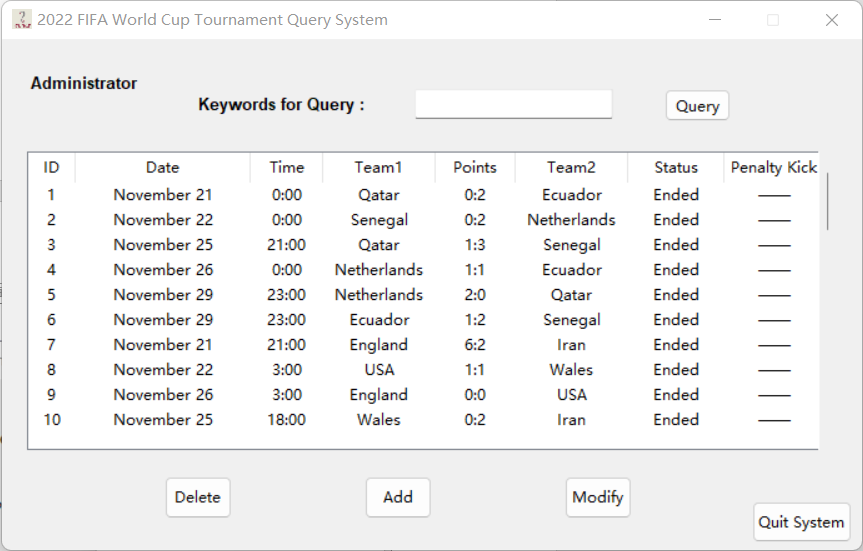 2022 FIFA World Cup Tournament Query System
Administrator
Keywords for Query :
Query
ID Date Time Team1 Points Team2 Status Penalty Kick
1 November 21 0:00 Qatar 0:2 Ecuador Ended ——
2 November 22 0:00 Senegal 0:2 Netherlands Ended ——
3 November 25 21:00 Qatar 1:3 Senegal Ended ——
4 November 26 0:00 Netherlands 1:1 Ecuador Ended ——
5 November 29 23:00 Netherlands 2:0 Qatar Ended ——
6 November 29 23:00 Ecuador 1:2 Senegal Ended ——
7 November 21 21:00 England 6:2 Iran Ended ——
8 November 22 3:00 USA 1:1 Wales Ended ——
9 November 26 3:00 England 0:0 USA Ended ——
10 November 25 18:00 Wales 0:2 Iran Ended ——
Delete Add Modify
Quit System